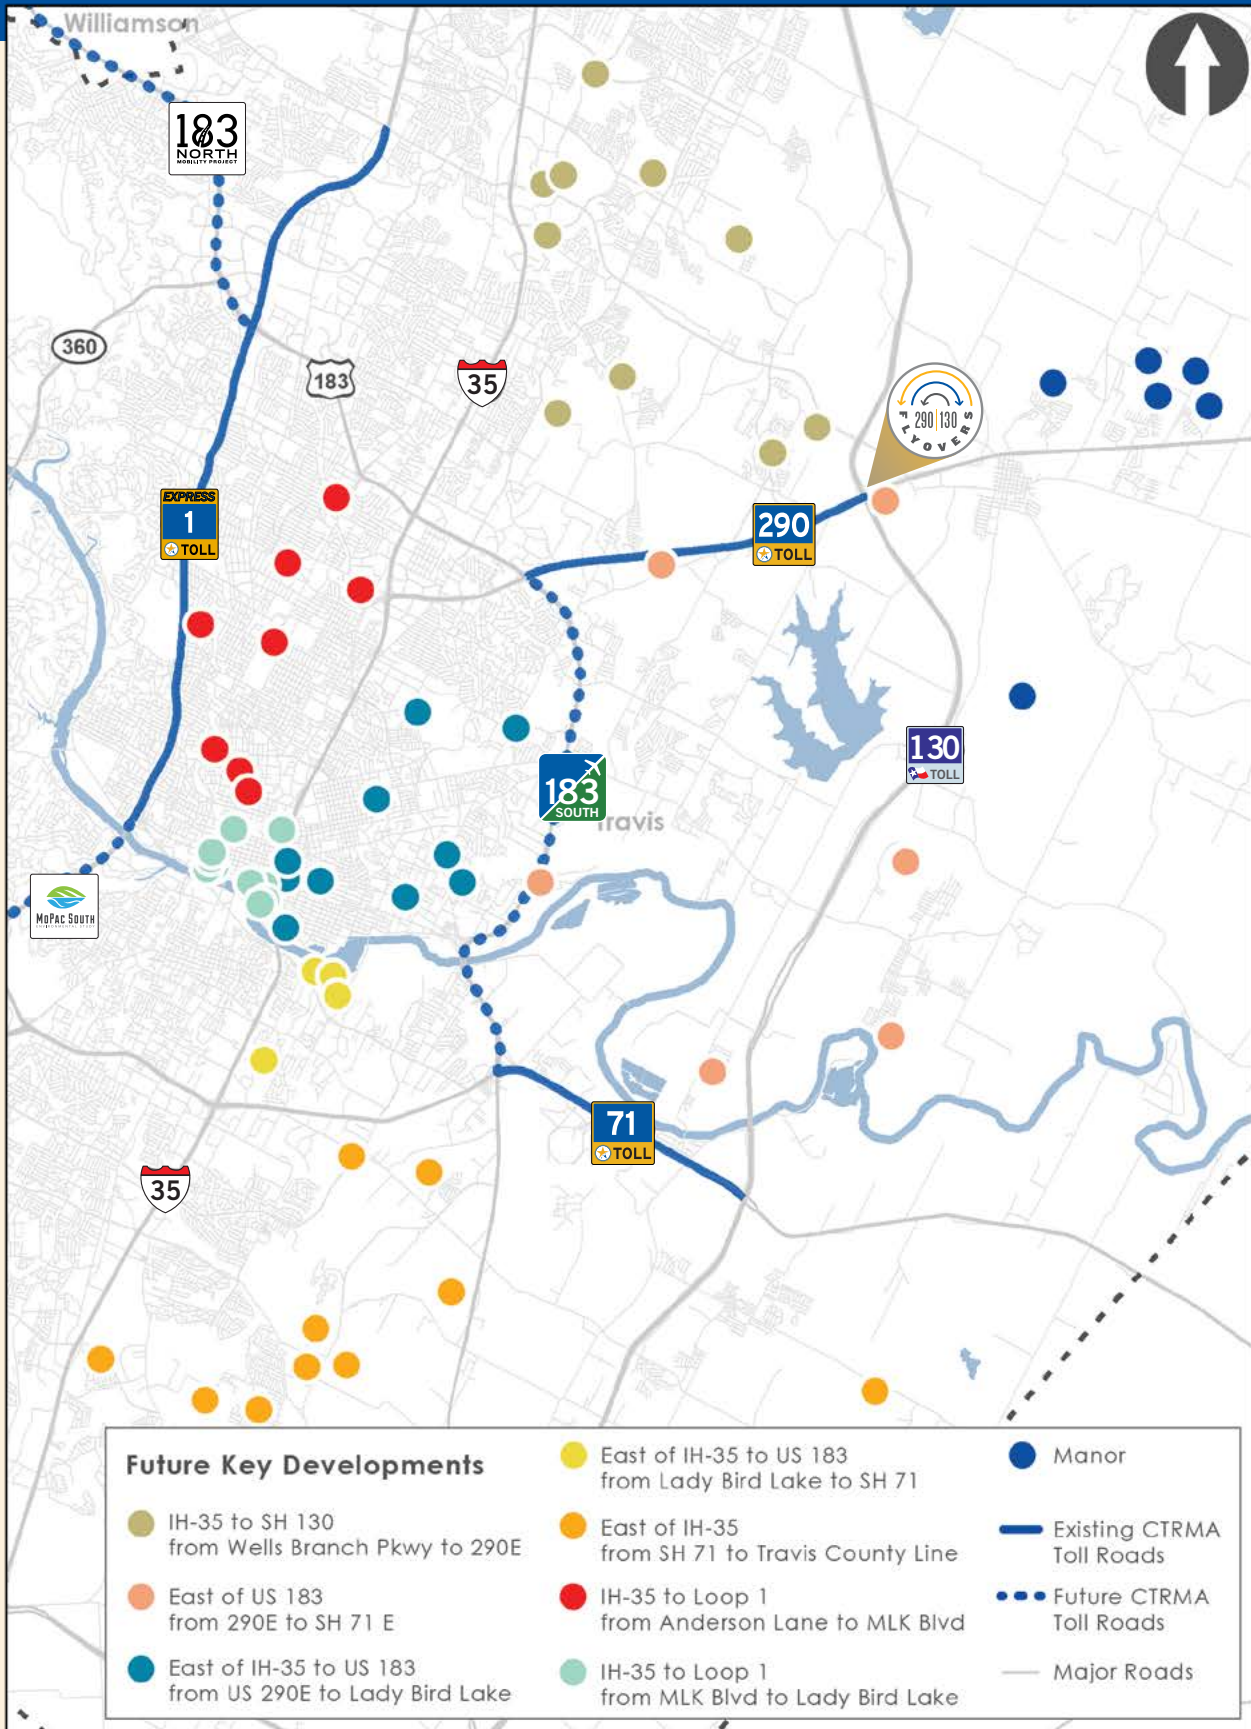 Williamson
183
NORTH
MOBILITY PROJECT
360
183
35
290|130
FLYOVERS
EXPRESS
1
TOLL
290
TOLL
130
TOLL
183
SOUTH
Travis
MoPac South
ENVIRONMENTAL STUDY
71
TOLL
35
Future Key Developments
IH-35 to SH 130
from Wells Branch Pkwy to 290E
East of US 183
from 290E to SH 71 E
East of IH-35 to US 183
from US 290E to Lady Bird Lake
East of IH-35 to US 183
from Lady Bird Lake to SH 71
East of IH-35
from SH 71 to Travis County Line
IH-35 to Loop 1
from Anderson Lane to MLK Blvd
IH-35 to Loop 1
from MLK Blvd to Lady Bird Lake
Manor
Existing CTRMA
Toll Roads
Future CTRMA
Toll Roads
Major Roads